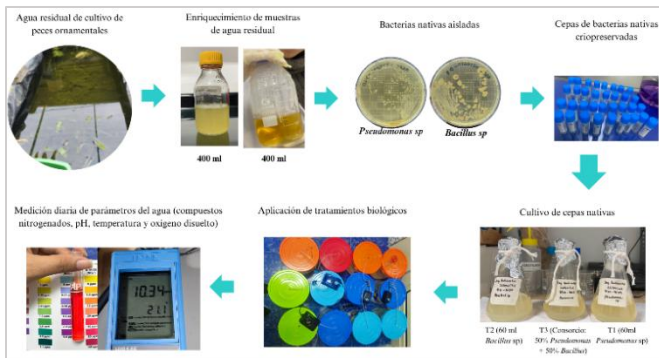 Agua residual de cultivo de
peces ornamentales
Enriquecimiento de muestras
de agua residual
400 ml
400 ml
Bacterias nativas aisladas
Pseudomonas sp
Bacillus sp
Cepas de bacterias nativas
criopreservadas
Cultivo de cepas nativas
T2 (60 ml
Bacillus sp)
T3 (Consorcio:
50% Pseudomonas
+ 50% Bacillus)
T1 (60ml
Pseudomonas sp)
Aplicación de tratamientos biológicos
Medición diaria de parámetros del agua (compuestos
nitrogenados, pH, temperatura y oxígeno disuelto)
10.34
21.1